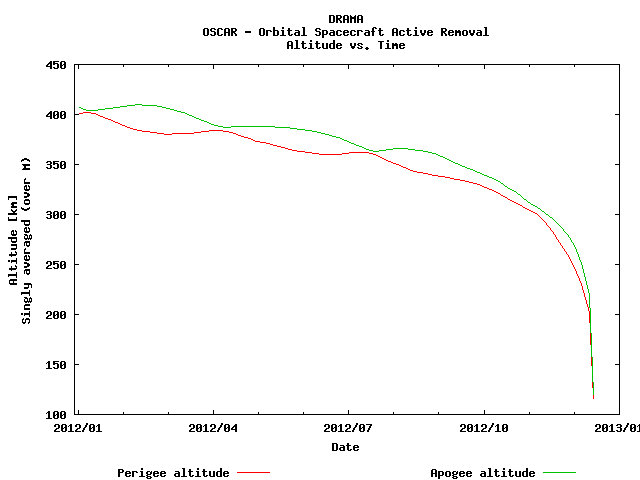 DRAMA
OSCAR - Orbital Spacecraft Active Removal
Altitude vs. Time
450
400
350
300
250
200
150
100
Altitude [km]
Singly averaged (over M)
2012/01
2012/04
2012/07
2012/10
2013/01
Date
Perigee altitude
Apogee altitude